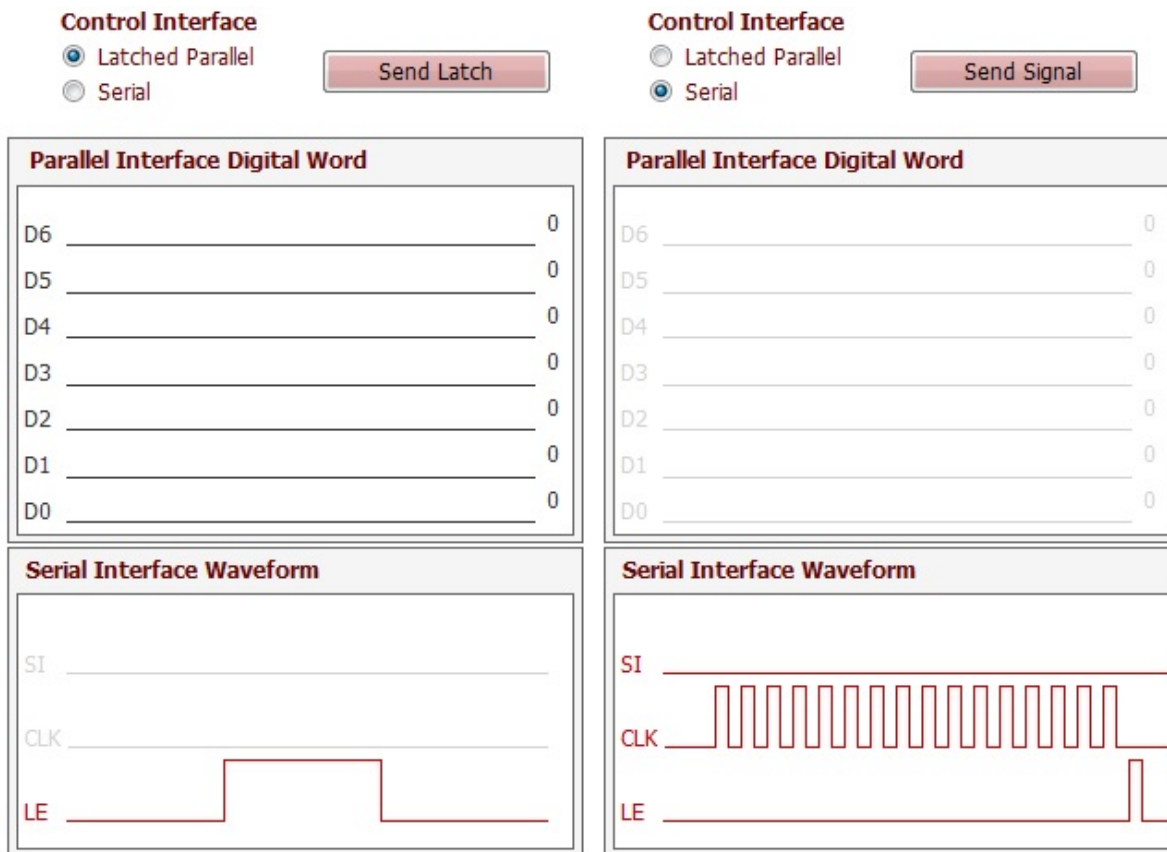 Control Interface
Latched Parallel
Serial
Send Latch
Parallel Interface Digital Word
D6 0
D5 0
D4 0
D3 0
D2 0
D1 0
D0 0
Serial Interface Waveform
SI
CLK
LE
Control Interface
Latched Parallel
Serial
Send Signal
Parallel Interface Digital Word
D6 0
D5 0
D4 0
D3 0
D2 0
D1 0
D0 0
Serial Interface Waveform
SI
CLK
LE